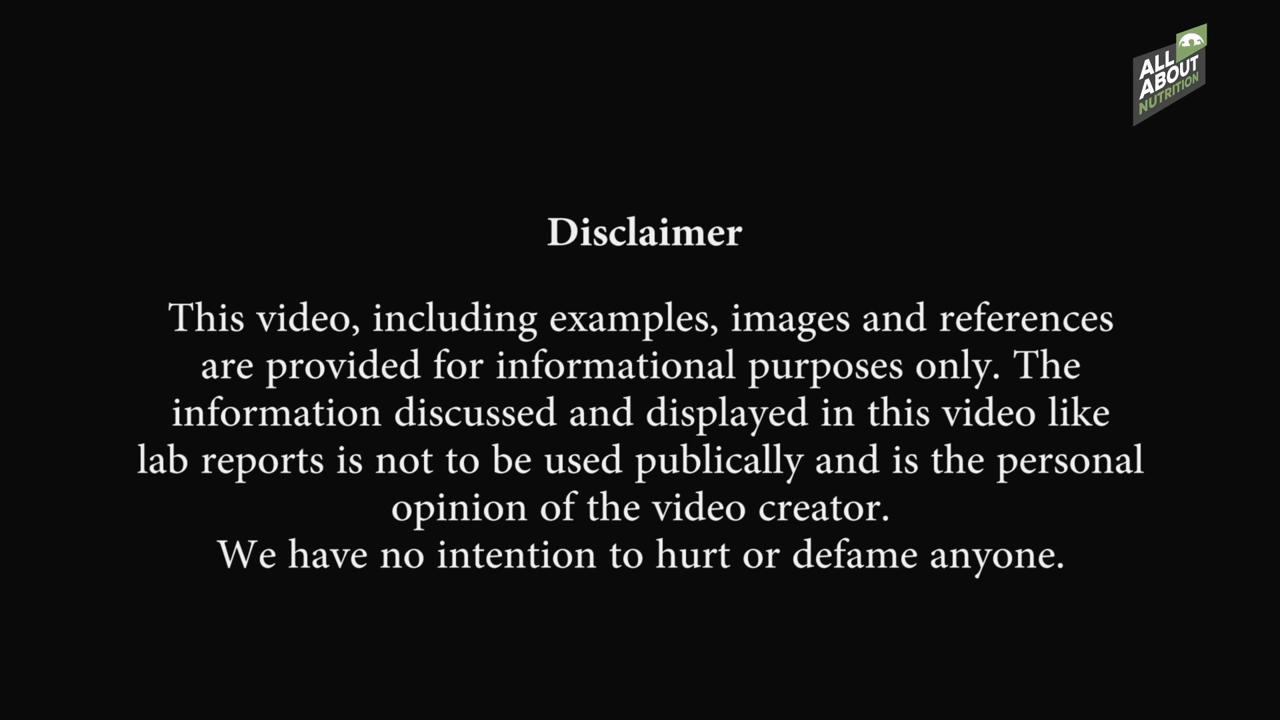 ALL
ABOUT
NUTRITION
Disclaimer
This video, including examples, images and references
are provided for informational purposes only. The
information discussed and displayed in this video like
lab reports is not to be used publically and is the personal
opinion of the video creator.
We have no intention to hurt or defame anyone.